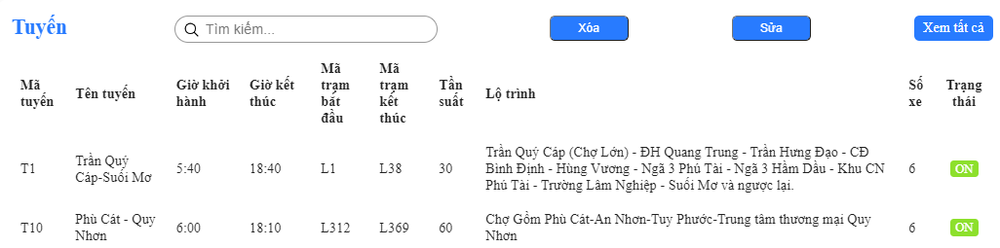 Tuyến
Tìm kiếm...
Xóa
Sửa
Xem tất cả
Mã tuyến
Tên tuyến
Giờ khởi hành
Giờ kết thúc
Mã trạm bắt đầu
Mã trạm kết thúc
Tần suất
Lộ trình
Số xe
Trạng thái
T1
Trần Quý
Cáp-Suối Mơ
5:40
18:40
L1
L38
30
Trần Quý Cáp (Chợ Lớn) - ĐH Quang Trung - Trần Hưng Đạo - CĐ
Bình Định - Hùng Vương - Ngã 3 Phú Tài - Ngã 3 Hầm Dầu - Khu CN
Phú Tài - Trường Lâm Nghiệp - Suối Mơ và ngược lại.
6
ON
T10
Phù Cát - Quy
Nhơn
6:00
18:10
L312
L369
60
Chợ Gồm Phù Cát-An Nhơn-Tuy Phước-Trung tâm thương mại Quy
Nhơn
6
ON